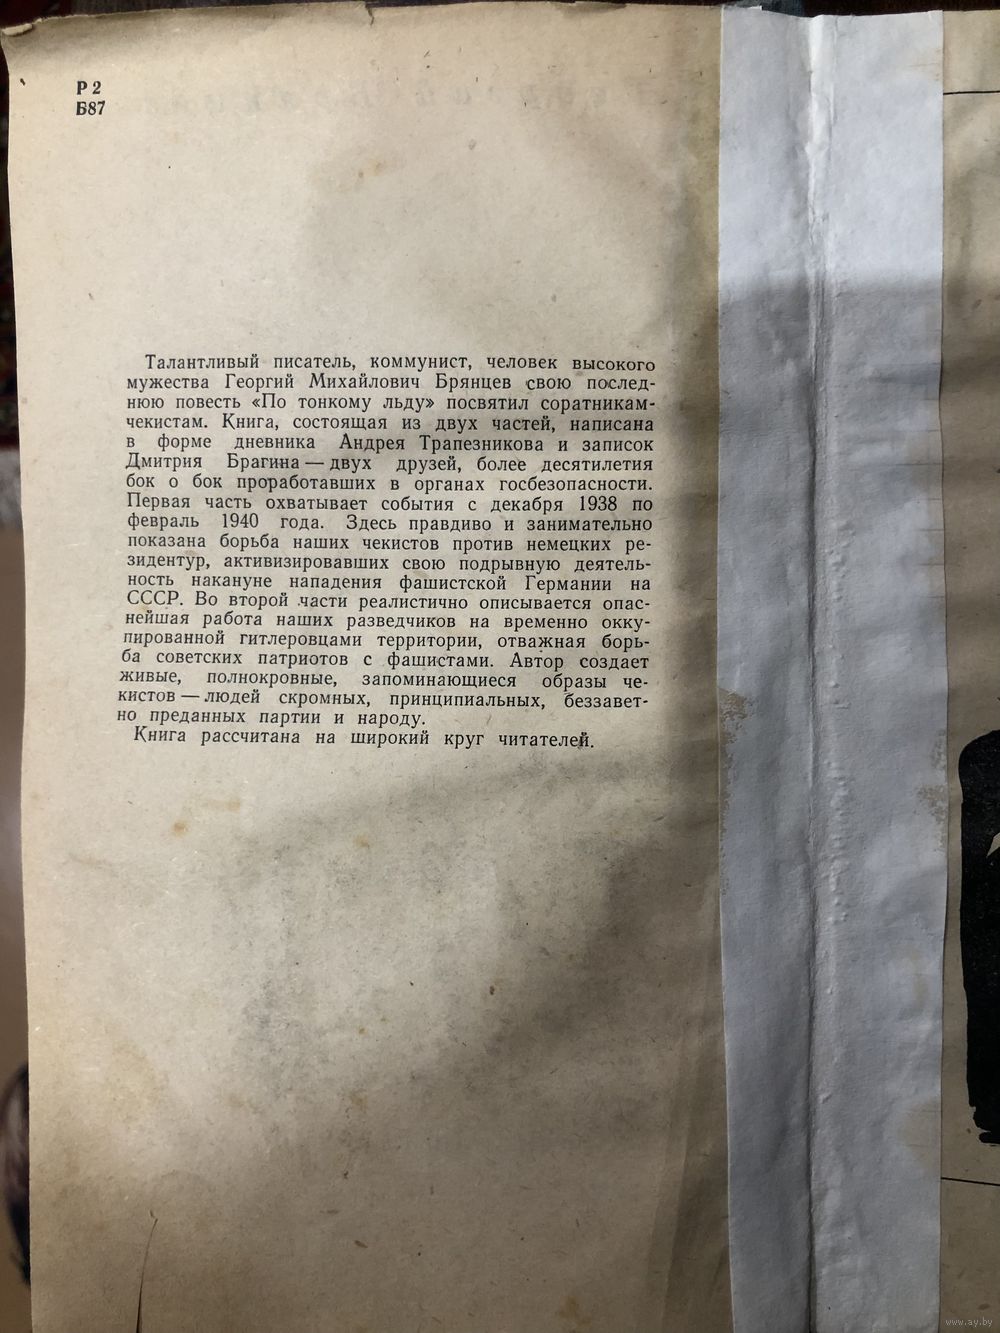 Р 2
Б87
Талантливый писатель, коммунист, человек высокого
мужества Георгий Михайлович Брянцев свою послед-
нюю повесть «По тонкому льду» посвятил соратникам-
чекистам. Книга, состоящая из двух частей, написана
в форме дневника Андрея Трапезникова и записок
Дмитрия Брагина — двух друзей, более десятилетия
бок о бок проработавших в органах госбезопасности.
Первая часть охватывает события с декабря 1938 по
февраль 1940 года. Здесь правдиво и занимательно
показана борьба наших чекистов против немецких ре-
зидентур, активизировавших свою подрывную деятель-
ность накануне нападения фашистской Германии на
СССР. Во второй части реалистично описывается опас-
нейшая работа наших разведчиков на временно окку-
пированной гитлеровцами территории, отважная борь-
ба советских патриотов с фашистами. Автор создает
живые, полнокровные, запоминающиеся образы че-
кистов — людей скромных, принципиальных, беззавет-
но преданных партии и народу.
Книга рассчитана на широкий круг читателей.
www.ay.by